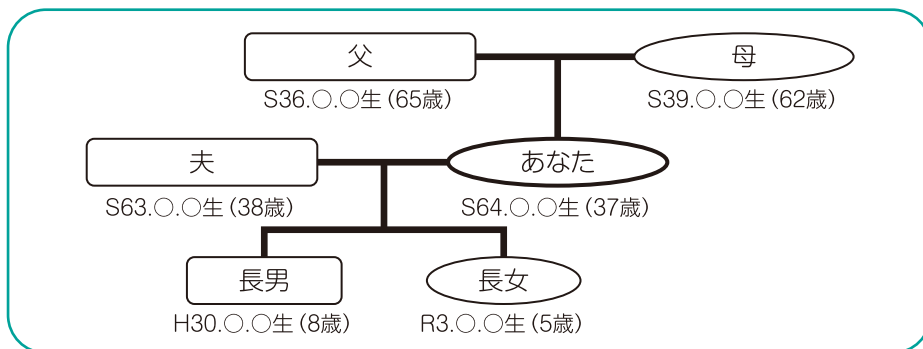 父
母
S36.○.○生(65歳)
S39.○.○生(62歳)
夫
あなた
S63.○.○生(38歳)
S64.○.○生(37歳)
長男
長女
H30.○.○生(8歳)
R3.○.○生(5歳)